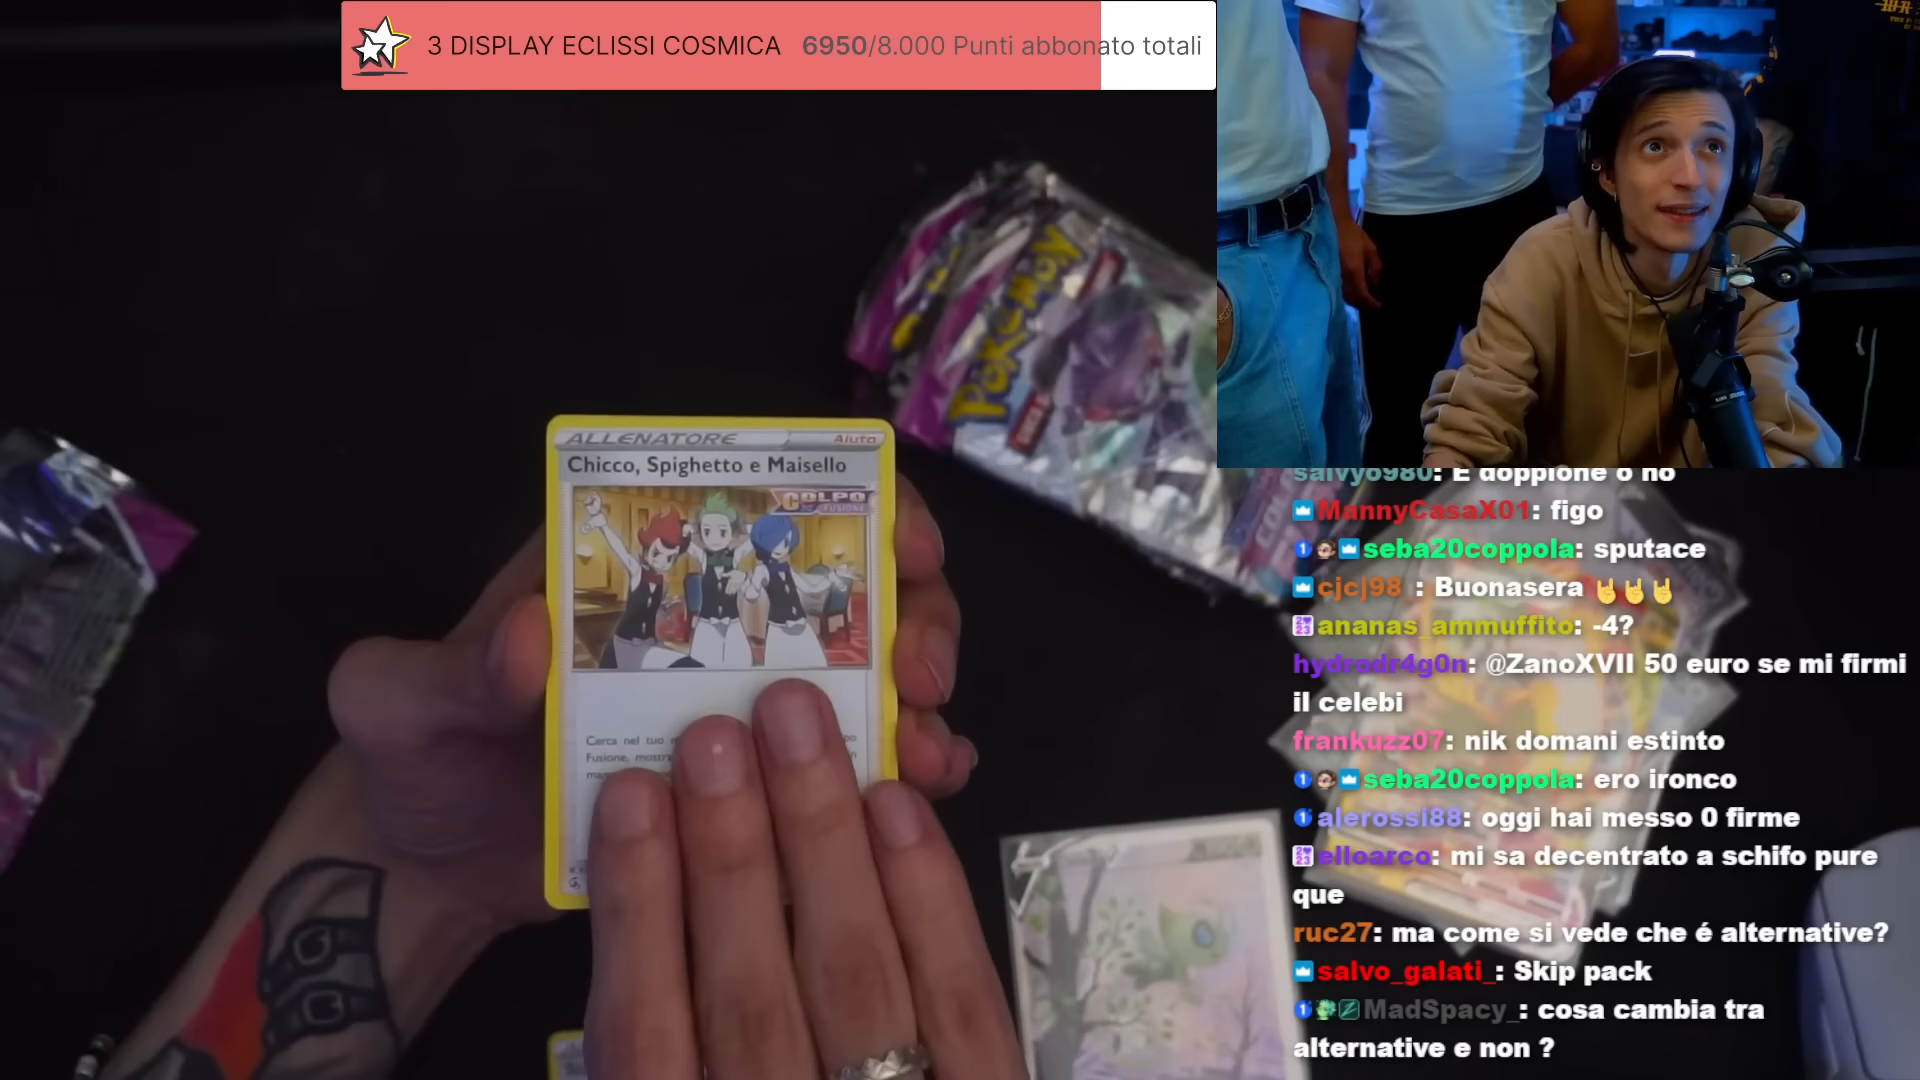 3 DISPLAY ECLISSI COSMICA 6950/8.000 Punti abbonato totali
Pokémon
ALLENATORE Aiuto
Chicco, Spighetto e Maisello
COLPO
FUSIONE
Cerca nel tuo
Fusione, mostra
salvyo980: E doppione o no
MannyCasaX01: figo
seba20coppola: sputace
cjcj98 : Buonasera 🤘🤘🤘
ananas_ammuffito: -4?
hydrodr4g0n: @ZanoXVII 50 euro se mi firmi
il celebi
frankuzz07: nik domani estinto
seba20coppola: ero ironco
alerossi88: oggi hai messo 0 firme
elloarco: mi sa decentrato a schifo pure
que
ruc27: ma come si vede che é alternative?
salvo_galati_: Skip pack
MadSpacy_: cosa cambia tra
alternative e non ?